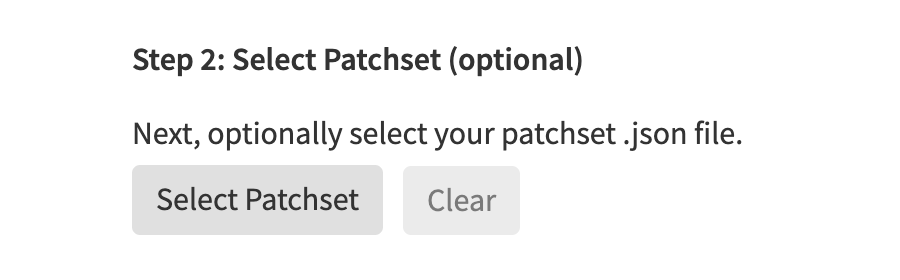 Step 2: Select Patchset (optional)
Next, optionally select your patchset .json file.
Select Patchset
Clear